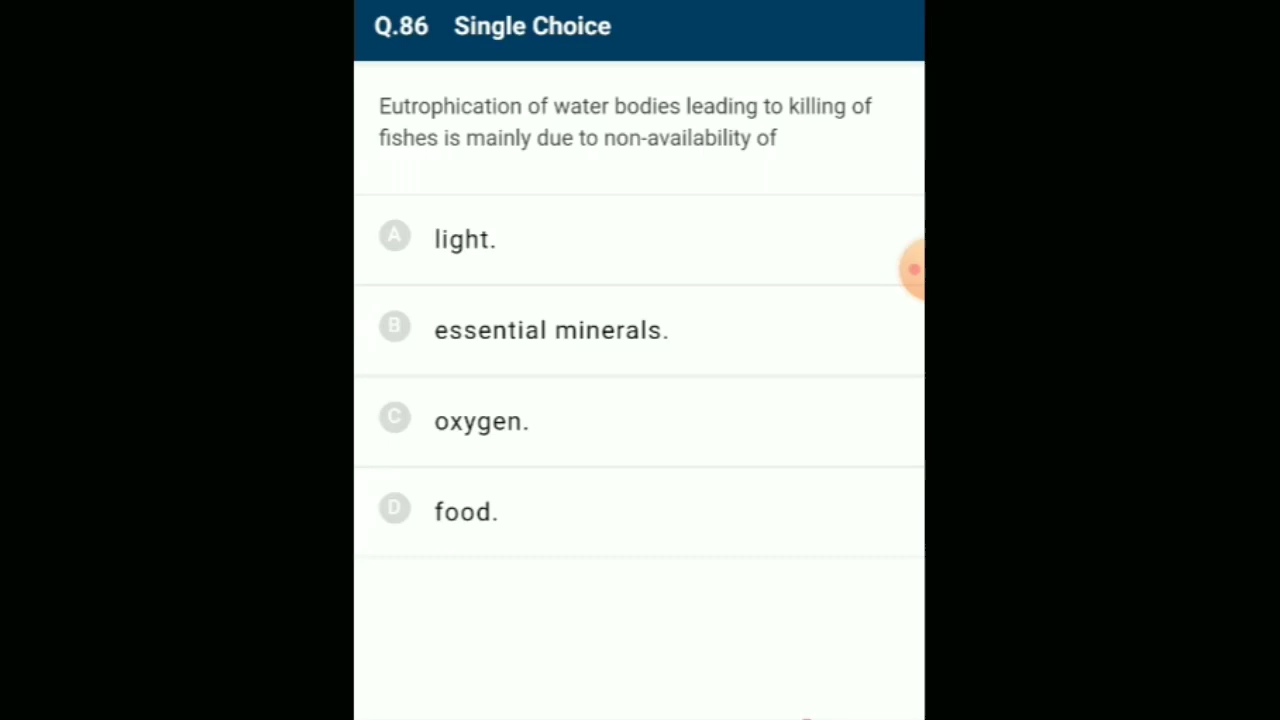 Q.86 Single Choice
Eutrophication of water bodies leading to killing of
fishes is mainly due to non-availability of
A light.
B essential minerals.
C oxygen.
D food.